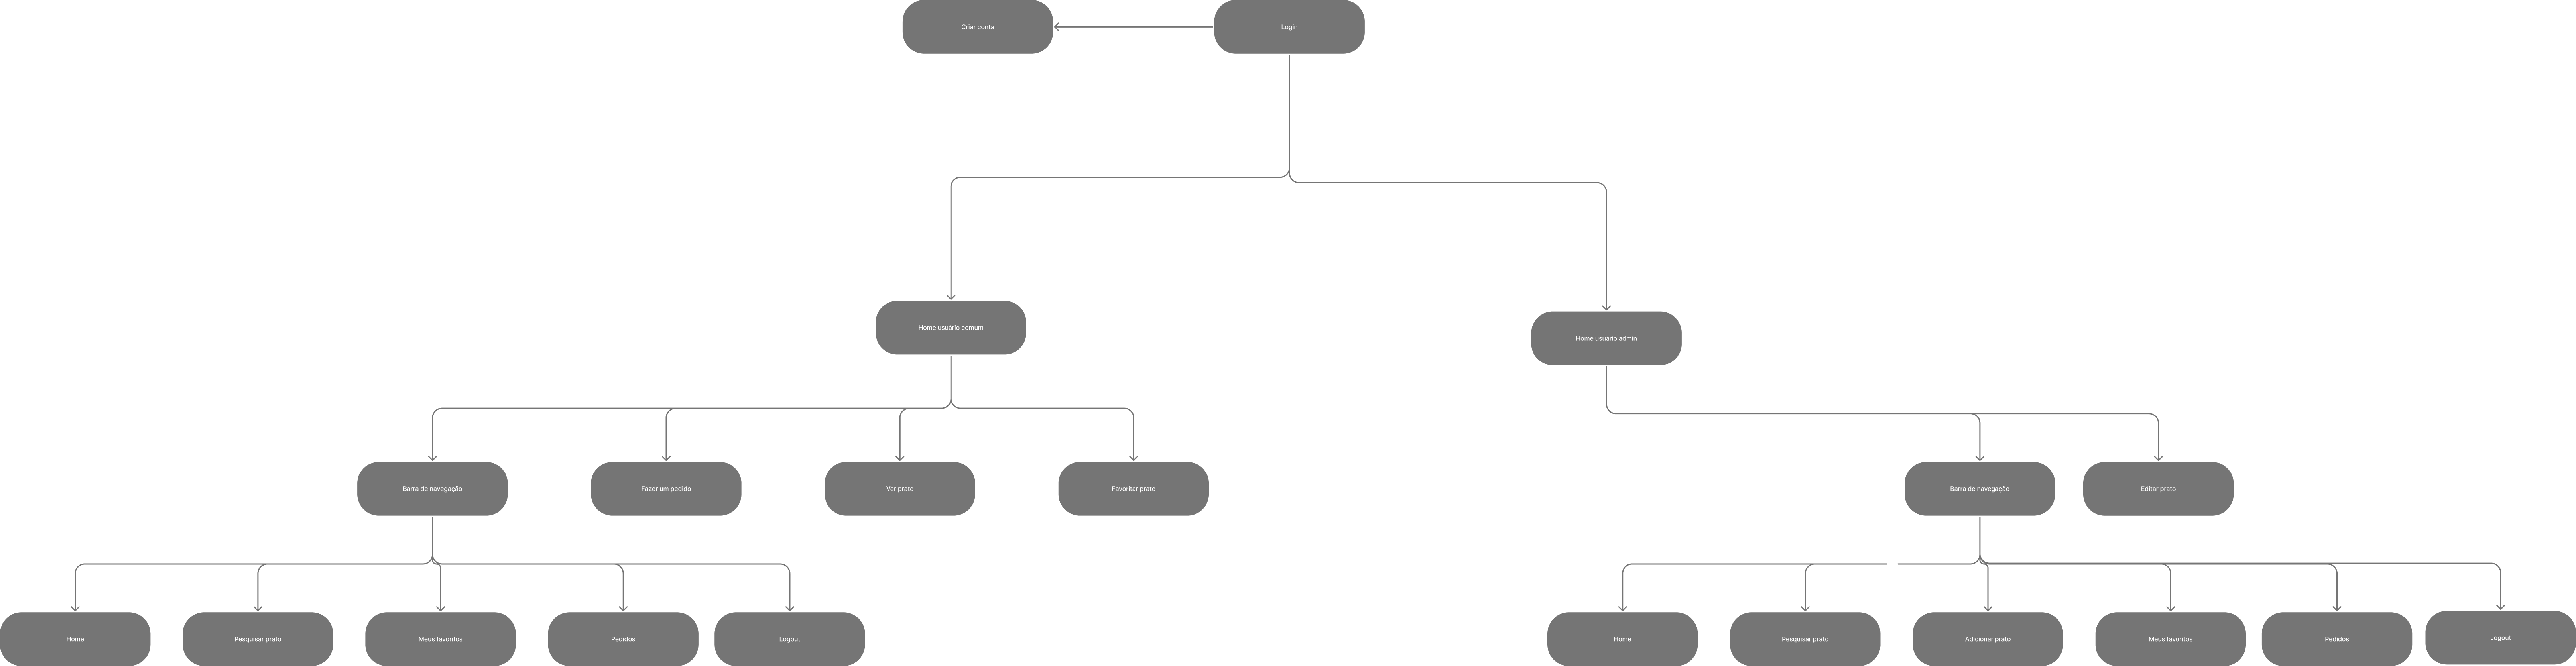 Criar conta
Login
Home usuário comum
Home usuário admin
Barra de navegação
Fazer um pedido
Ver prato
Favoritar prato
Barra de navegação
Editar prato
Home
Pesquisar prato
Meus favoritos
Pedidos
Logout
Home
Pesquisar prato
Adicionar prato
Meus favoritos
Pedidos
Logout